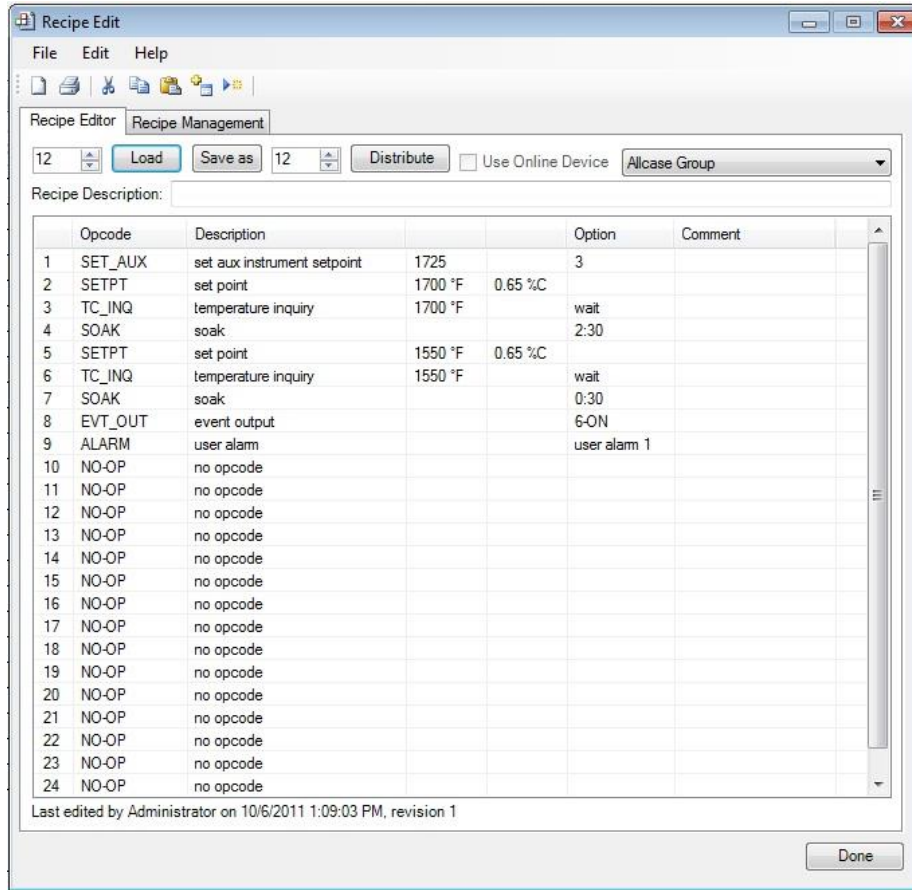 Recipe Edit
File Edit Help
Recipe Editor Recipe Management
12 Load Save as 12 Distribute Use Online Device Allcase Group
Recipe Description:
Opcode Description Option Comment
1 SET_AUX set aux instrument setpoint 1725 3
2 SETPT set point 1700 °F 0.65 %C
3 TC_INQ temperature inquiry 1700 °F wait
4 SOAK soak 2:30
5 SETPT set point 1550 °F 0.65 %C
6 TC_INQ temperature inquiry 1550 °F wait
7 SOAK soak 0:30
8 EVT_OUT event output 6-ON
9 ALARM user alarm user alarm 1
10 NO-OP no opcode
11 NO-OP no opcode
12 NO-OP no opcode
13 NO-OP no opcode
14 NO-OP no opcode
15 NO-OP no opcode
16 NO-OP no opcode
17 NO-OP no opcode
18 NO-OP no opcode
19 NO-OP no opcode
20 NO-OP no opcode
21 NO-OP no opcode
22 NO-OP no opcode
23 NO-OP no opcode
24 NO-OP no opcode
Last edited by Administrator on 10/6/2011 1:09:03 PM, revision 1
Done